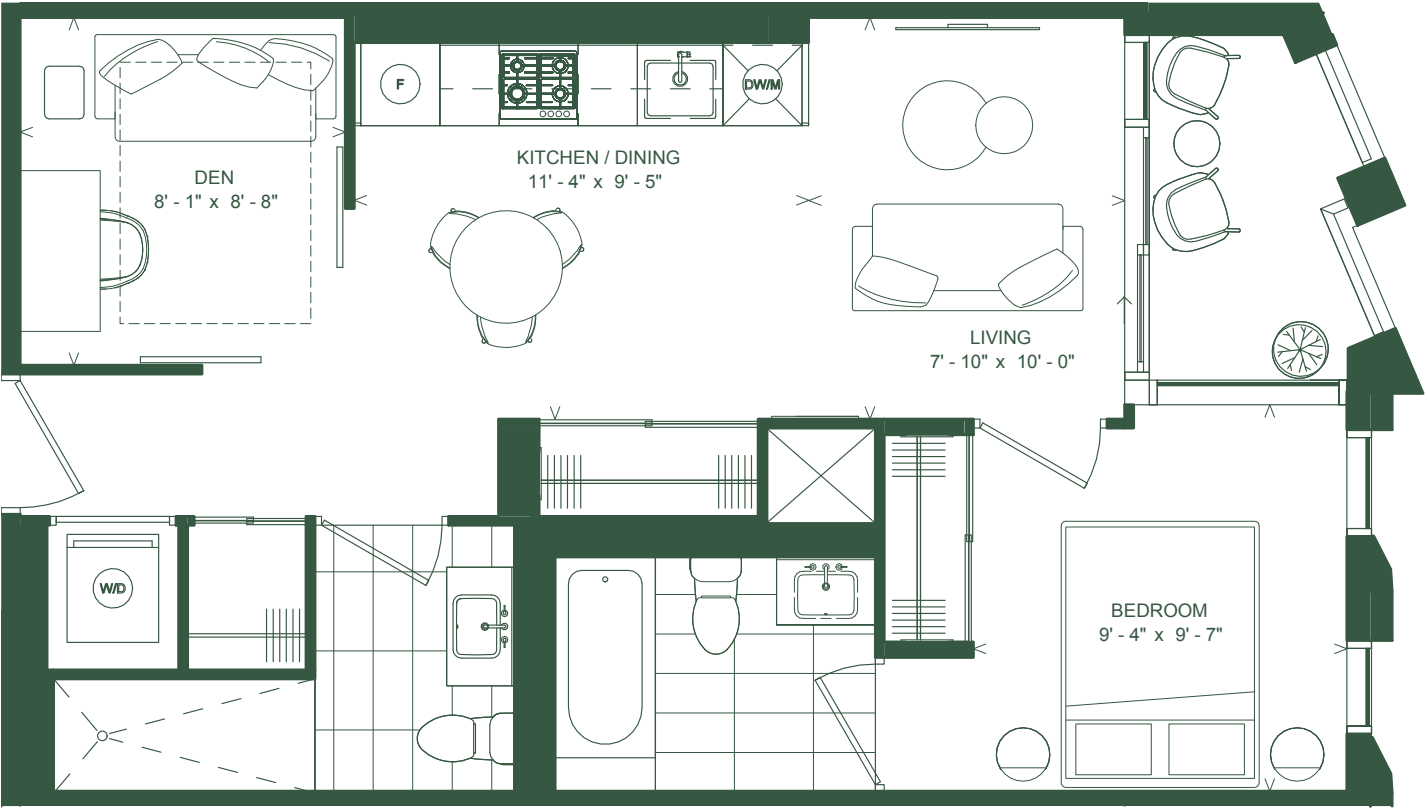 F
DW/M
KITCHEN / DINING
11' - 4" x 9' - 5"
DEN
8' - 1" x 8' - 8"
LIVING
7' - 10" x 10' - 0"
W/D
BEDROOM
9' - 4" x 9' - 7"